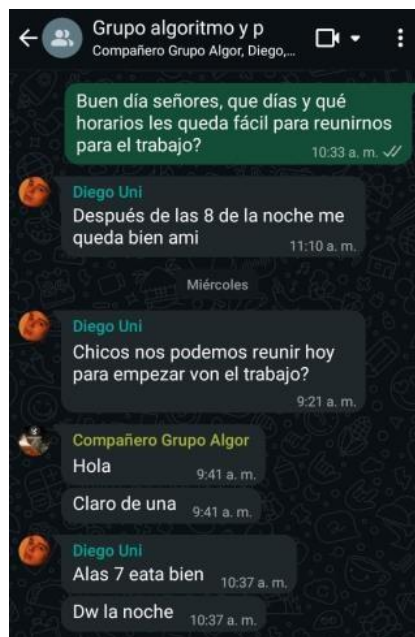 Grupo algoritmo y p
Compañero Grupo Algor, Diego,...
Buen día señores, que días y qué
horarios les queda fácil para reunirnos
para el trabajo?
10:33 a. m.
Diego Uni
Después de las 8 de la noche me
queda bien ami
11:10 a. m.
Miércoles
Diego Uni
Chicos nos podemos reunir hoy
para empezar von el trabajo?
9:21 a. m.
Compañero Grupo Algor
Hola
9:41 a. m.
Claro de una
9:41 a. m.
Diego Uni
Alas 7 eata bien
10:37 a. m.
Dw la noche
10:37 a. m.